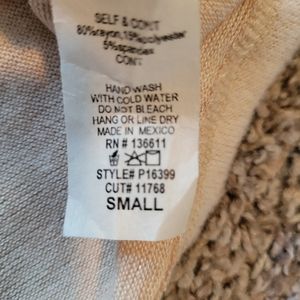 SELF & CONT
80%rayon, 15%polyester
5%spandex
CONT
HAND WASH
WITH COLD WATER
DO NOT BLEACH
HANG OR LINE DRY
MADE IN MEXICO
RN # 136611
STYLE# P16399
CUT# 11768
SMALL